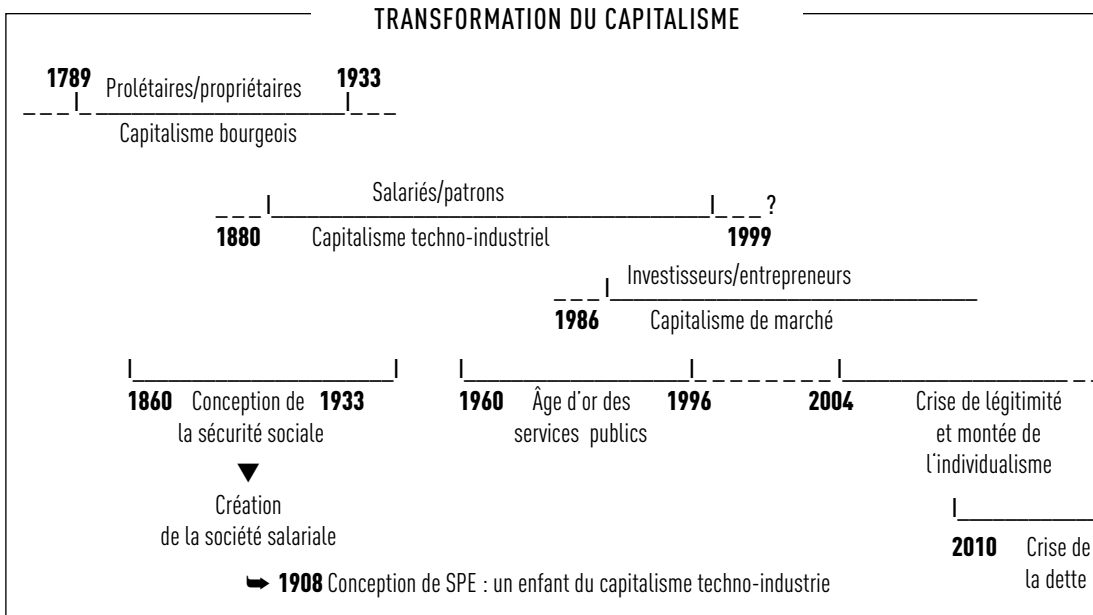 TRANSFORMATION DU CAPITALISME
1789 Prolétaires/propriétaires 1933
Capitalisme bourgeois
Salariés/patrons
?
1880 Capitalisme techno-industriel 1999
Investisseurs/entrepreneurs
1986 Capitalisme de marché
1860 Conception de 1933 1960 Âge d'or des 1996 2004 Crise de légitimité
la sécurité sociale services publics et montée de
l'individualisme
Création
de la société salariale
2010 Crise de
la dette
1908 Conception de SPE : un enfant du capitalisme techno-industrie